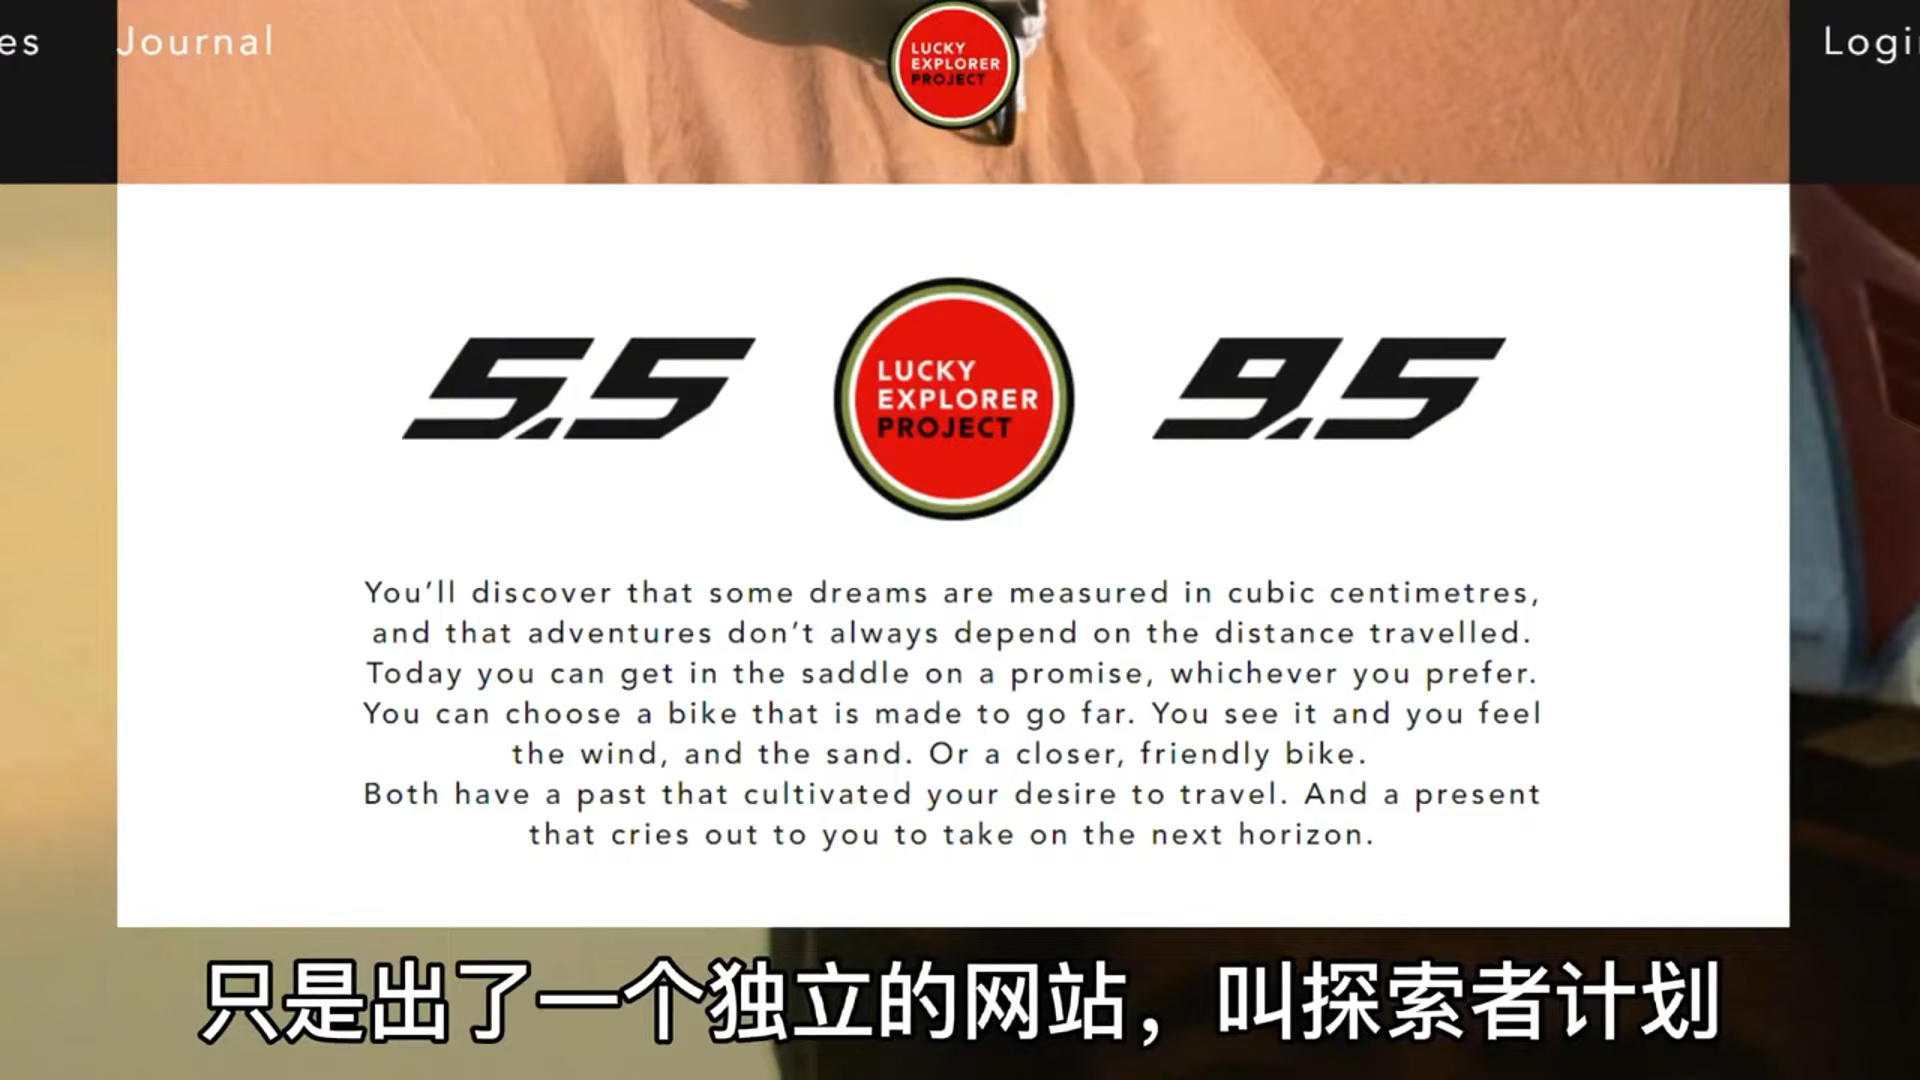 es
Journal
Logi
LUCKY
EXPLORER
PROJECT
5.5
LUCKY
EXPLORER
PROJECT
9.5
You’ll discover that some dreams are measured in cubic centimetres,
and that adventures don’t always depend on the distance travelled.
Today you can get in the saddle on a promise, whichever you prefer.
You can choose a bike that is made to go far. You see it and you feel
the wind, and the sand. Or a closer, friendly bike.
Both have a past that cultivated your desire to travel. And a present
that cries out to you to take on the next horizon.
只是出了一个独立的网站，叫探索者计划